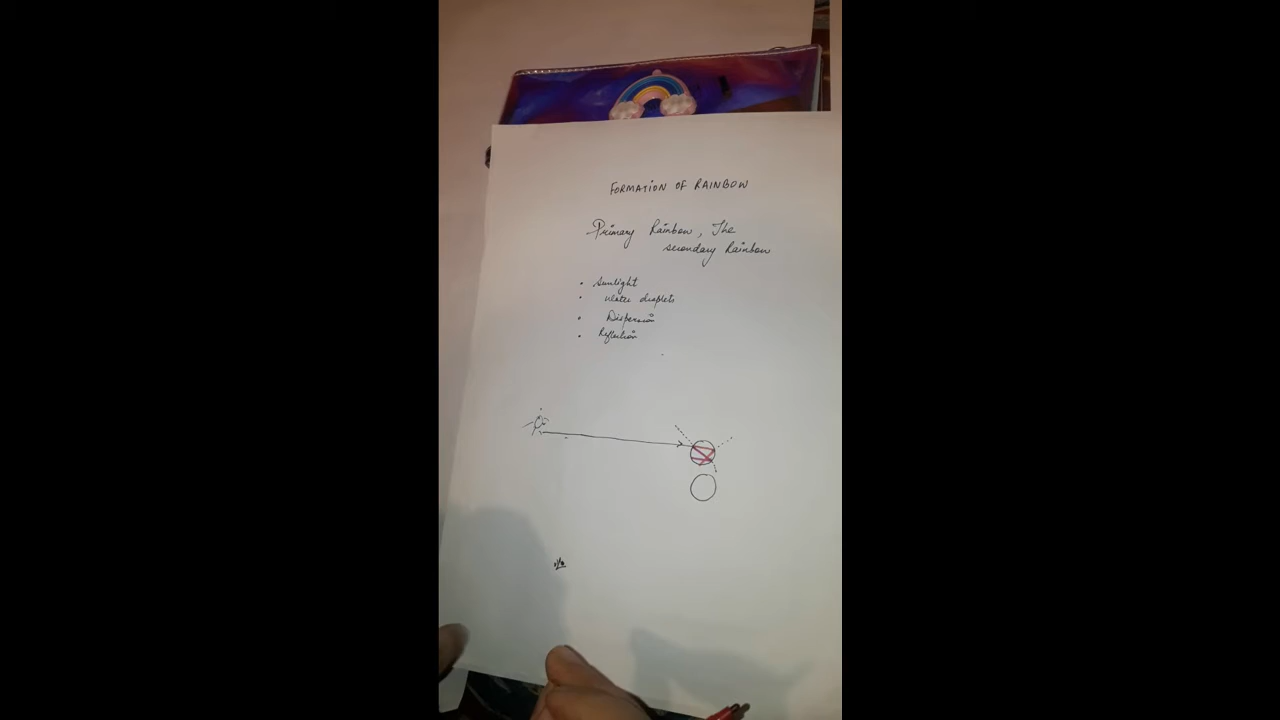 FORMATION OF RAINBOW
Primary Rainbow, The
secondary Rainbow
• Sunlight
• Water droplets
• Dispersion
• Reflection